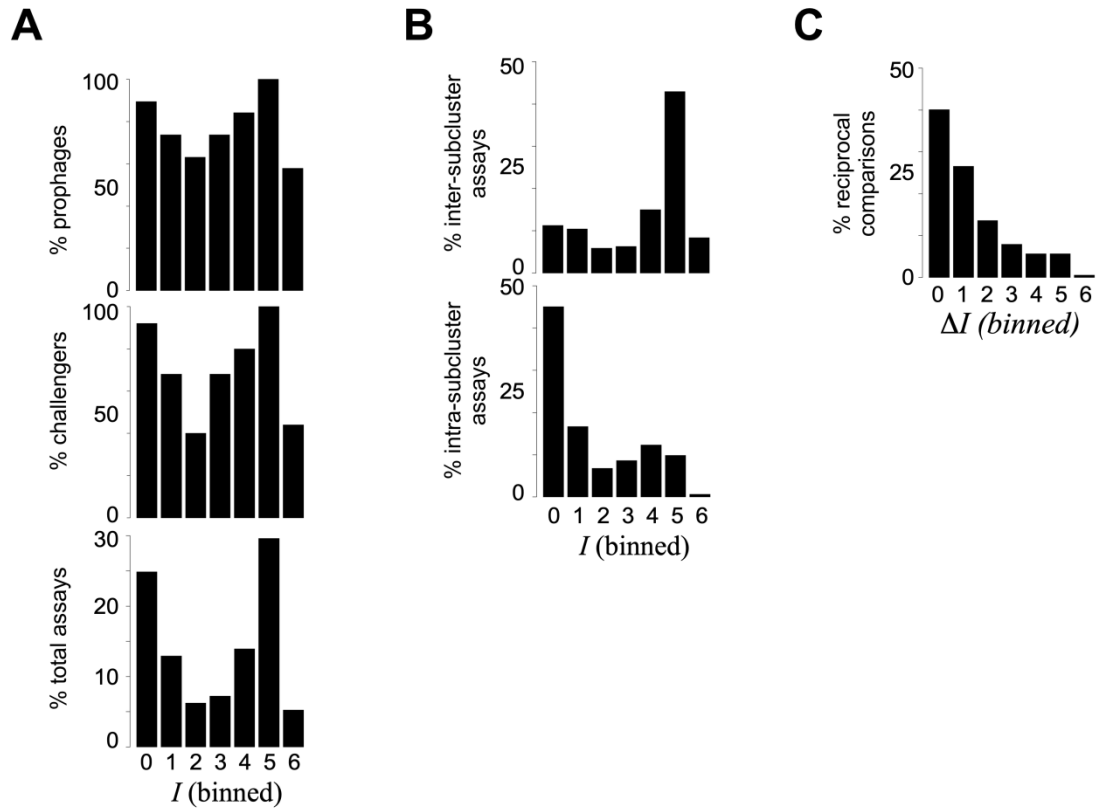 A
% prophages
100
50
0
% challengers
100
50
0
% total assays
30
20
10
0
0 1 2 3 4 5 6
I (binned)
B
% inter-subcluster
assays
50
25
0
% intra-subcluster
assays
50
25
0
0 1 2 3 4 5 6
I (binned)
C
% reciprocal
comparisons
50
25
0
0 1 2 3 4 5 6
ΔI (binned)